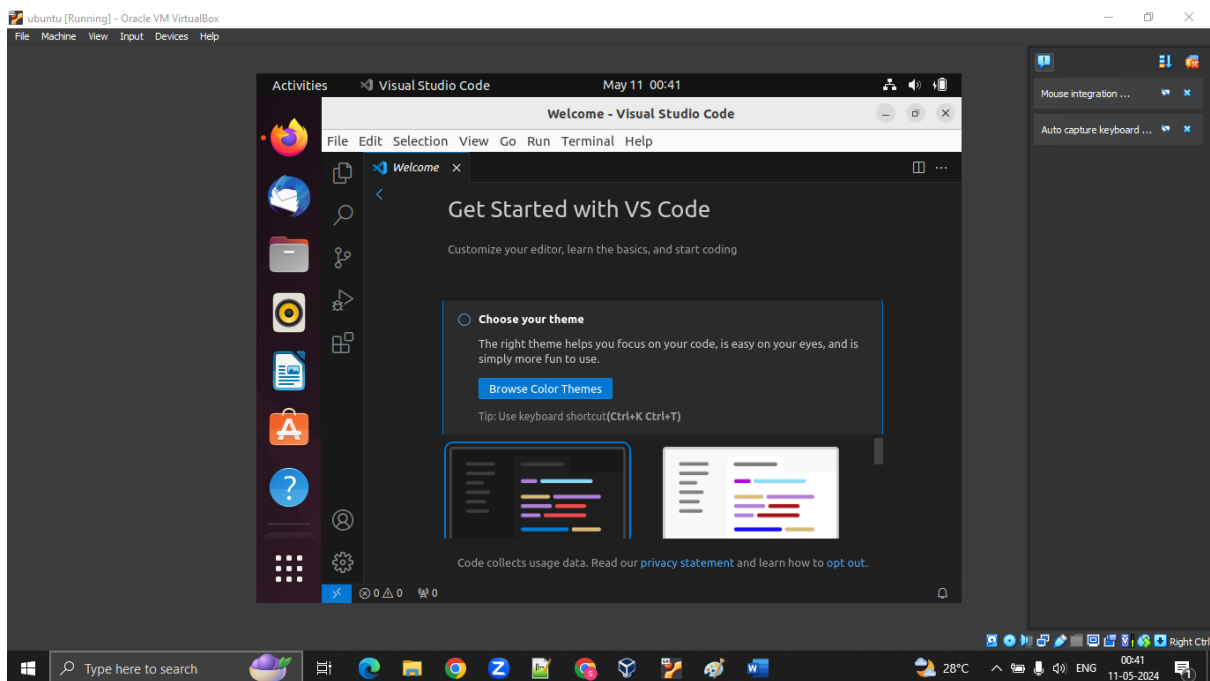 ubuntu [Running] - Oracle VM VirtualBox
File Machine View Input Devices Help
Mouse integration ...
Auto capture keyboard ...
Activities Visual Studio Code May 11 00:41
Welcome - Visual Studio Code
File Edit Selection View Go Run Terminal Help
Welcome
Get Started with VS Code
Customize your editor, learn the basics, and start coding
Choose your theme
The right theme helps you focus on your code, is easy on your eyes, and is
simply more fun to use.
Browse Color Themes
Tip: Use keyboard shortcut(Ctrl+K Ctrl+T)
Code collects usage data. Read our privacy statement and learn how to opt out.
0 0 0
Right Ctrl
Type here to search
28°C ENG 00:41
11-05-2024